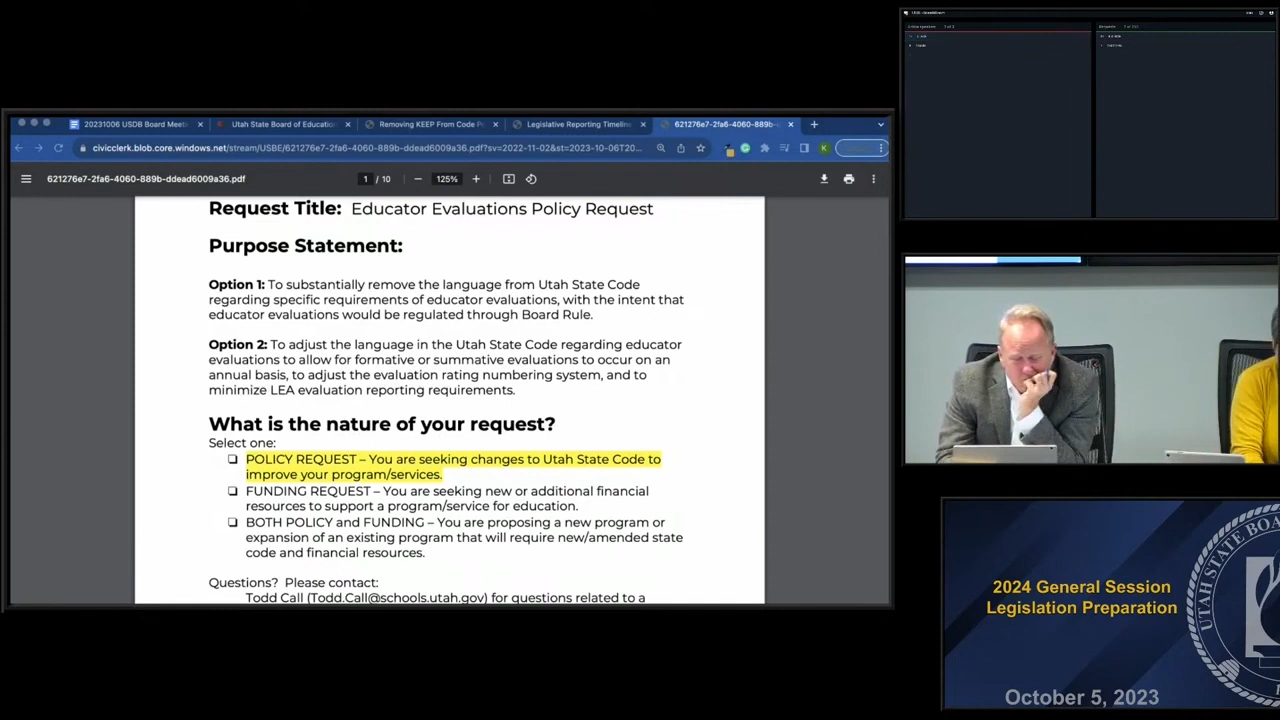 20231006 USDB Board Meet
Utah State Board of Educatio
Removing KEEP From Code P
Legislative Reporting Timeline
621276e7-2fa6-4060-889b-
civicclerk.blob.core.windows.net/stream/USBE/621276e7-2fa6-4060-889b-ddead6009a36.pdf?sv=2022-11-02&st=2023-10-06T20...
K
621276e7-2fa6-4060-889b-ddead6009a36.pdf
1 / 10
125%
Request Title: Educator Evaluations Policy Request
Purpose Statement:
Option 1: To substantially remove the language from Utah State Code
regarding specific requirements of educator evaluations, with the intent that
educator evaluations would be regulated through Board Rule.
Option 2: To adjust the language in the Utah State Code regarding educator
evaluations to allow for formative or summative evaluations to occur on an
annual basis, to adjust the evaluation rating numbering system, and to
minimize LEA evaluation reporting requirements.
What is the nature of your request?
Select one:
POLICY REQUEST – You are seeking changes to Utah State Code to
improve your program/services.
FUNDING REQUEST – You are seeking new or additional financial
resources to support a program/service for education.
BOTH POLICY and FUNDING – You are proposing a new program or
expansion of an existing program that will require new/amended state
code and financial resources.
Questions? Please contact:
Todd Call (Todd.Call@schools.utah.gov) for questions related to a
2024 General Session
Legislation Preparation
October 5, 2023
UTAH STATE BOA